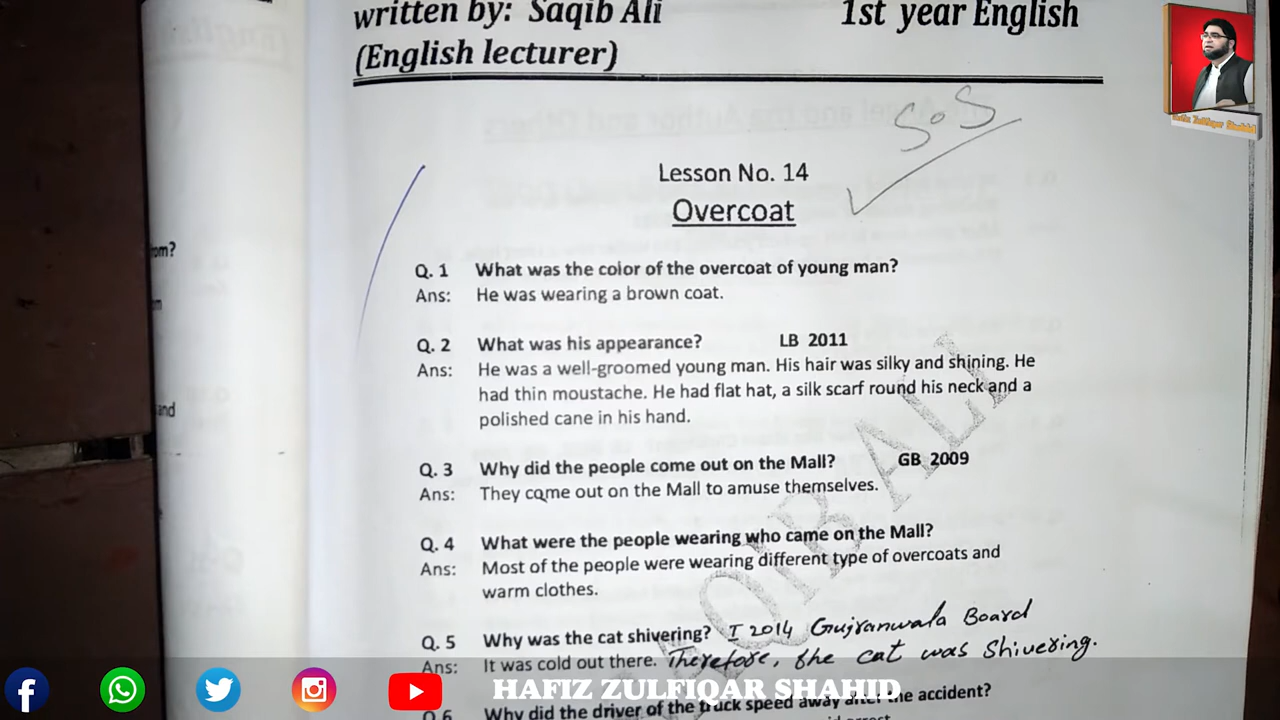 written by: Saqib Ali 1st year English
(English lecturer)
SoS
Lesson No. 14
Overcoat
om?
Q. 1 What was the color of the overcoat of young man?
Ans: He was wearing a brown coat.
Q. 2 What was his appearance? LB 2011
Ans: He was a well-groomed young man. His hair was silky and shining. He
had thin moustache. He had flat hat, a silk scarf round his neck and a
and
polished cane in his hand.
Q. 3 Why did the people come out on the Mall? GB 2009
Ans: They come out on the Mall to amuse themselves.
Q. 4 What were the people wearing who came on the Mall?
Ans: Most of the people were wearing different type of overcoats and
warm clothes.
Q. 5 Why was the cat shivering? I 2014 Gujranwala Board
Ans: It was cold out there. Therefore, the cat was Shivering.
Q.6 Why did the driver of the truck speed away after the accident?
HAFIZ ZULFIQAR SHAHID
SAQIB ALI
Hafiz Zulfiqar Shahid